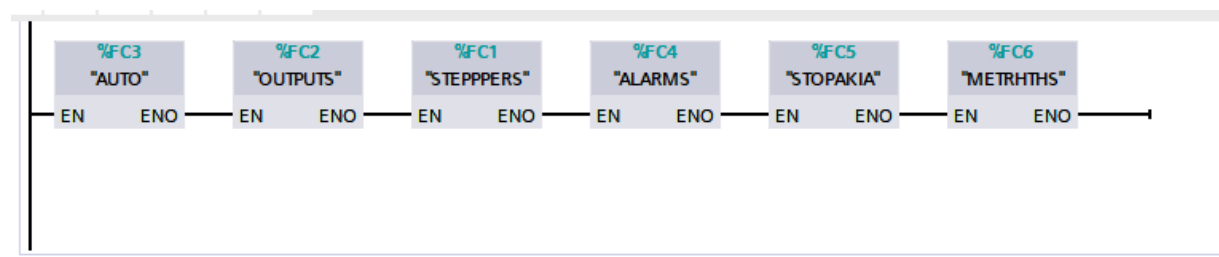 %FC3 %FC2 %FC1 %FC4 %FC5 %FC6
"AUTO" "OUTPUTS" "STEPPPERS" "ALARMS" "STOPAKIA" "METRHTHS"
EN ENO EN ENO EN ENO EN ENO EN ENO EN ENO